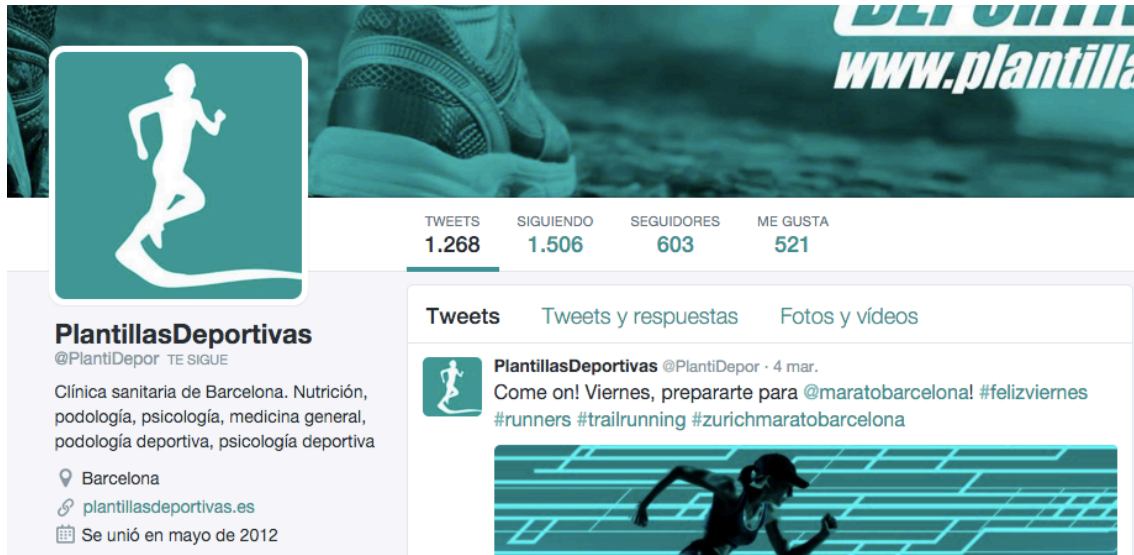 www.plantilla
TWEETS SIGUIENDO SEGUIDORES ME GUSTA
1.268 1.506 603 521
PlantillasDeportivas
@PlantiDepor TE SIGUE
Clínica sanitaria de Barcelona. Nutrición,
podología, psicología, medicina general,
podología deportiva, psicología deportiva
Barcelona
plantillasdeportivas.es
Se unió en mayo de 2012
Tweets Tweets y respuestas Fotos y vídeos
PlantillasDeportivas @PlantiDepor · 4 mar.
Come on! Viernes, prepararte para @maratobarcelona! #felizviernes
#runners #trailrunning #zurichmaratobarcelona